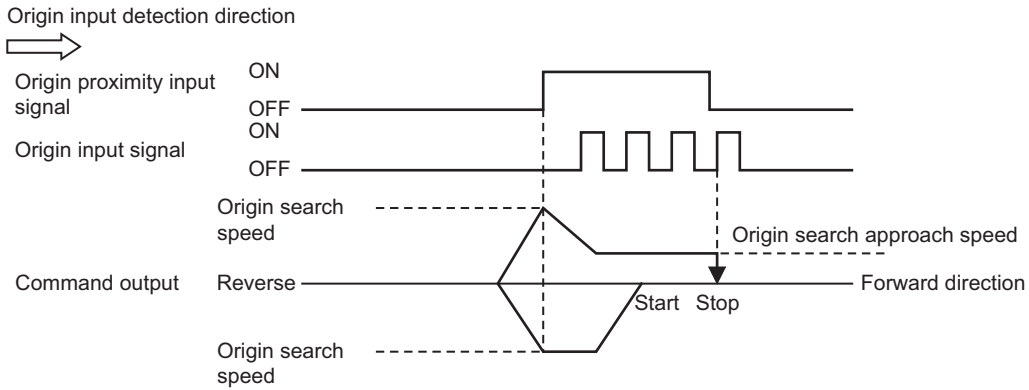 Origin input detection direction
Origin proximity input
signal
ON
OFF
Origin input signal
ON
OFF
Origin search
speed
Origin search approach speed
Command output
Reverse
Start
Stop
Forward direction
Origin search
speed